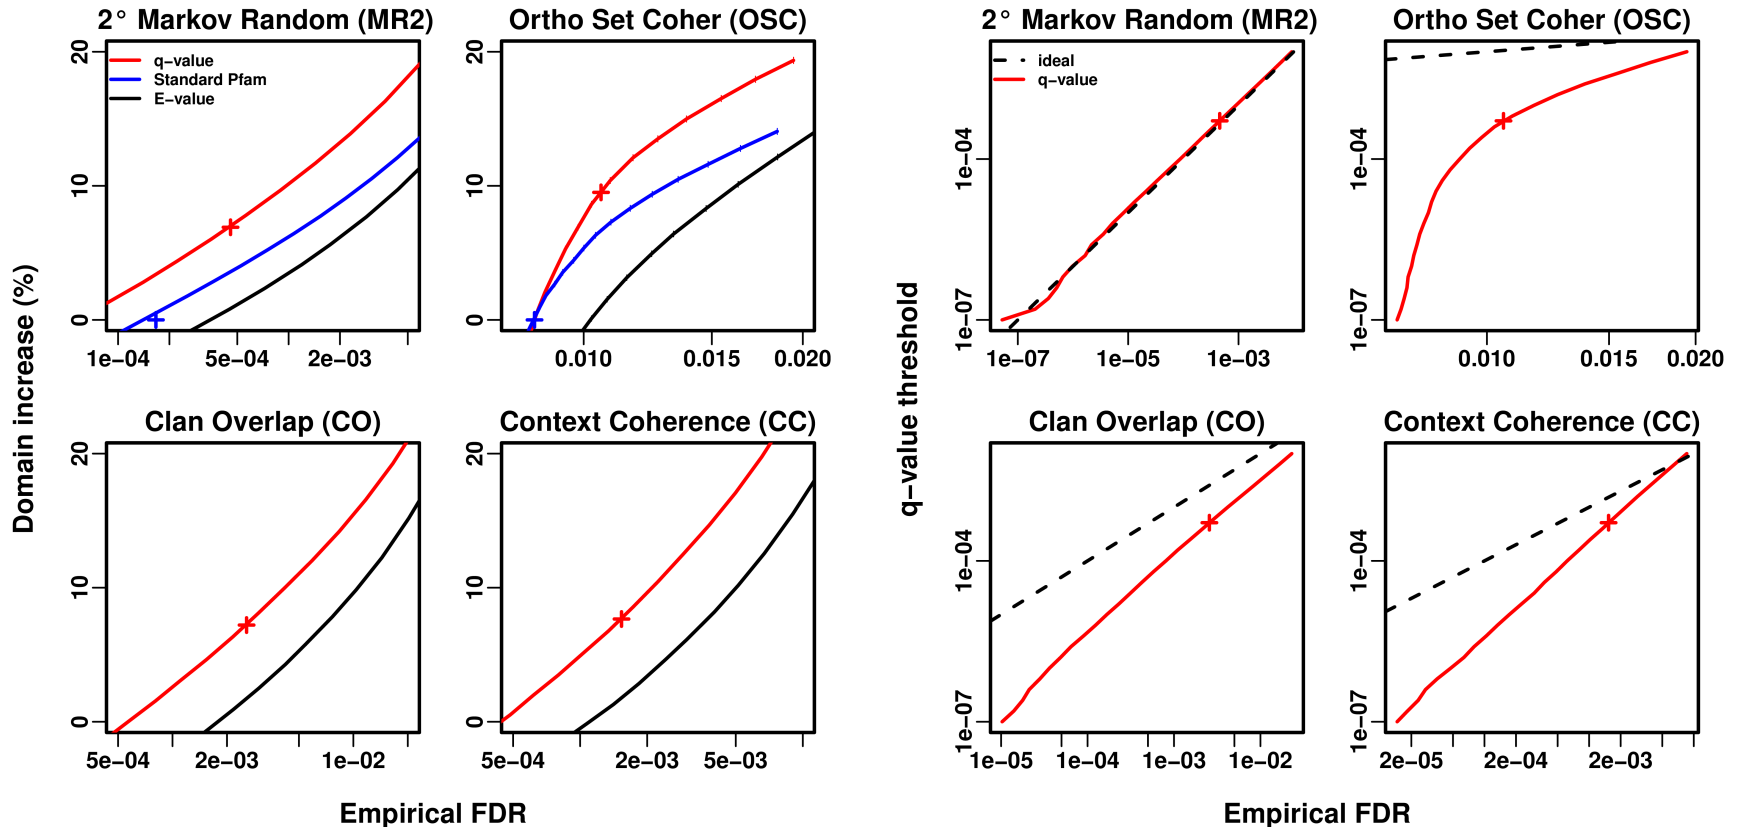 2° Markov Random (MR2)
Ortho Set Coher (OSC)
2° Markov Random (MR2)
Ortho Set Coher (OSC)
20
10
0
q−value
Standard Pfam
E−value
1e−04 5e−04 2e−03
20
10
0
0.010 0.015 0.020
ideal
q−value
1e−04
1e−07
1e−07 1e−05 1e−03
1e−04
1e−07
0.010 0.015 0.020
Domain increase (%)
q−value threshold
Clan Overlap (CO)
Context Coherence (CC)
Clan Overlap (CO)
Context Coherence (CC)
20
10
0
5e−04 2e−03 1e−02
20
10
0
5e−04 2e−03 5e−03
1e−04
1e−07
1e−05 1e−04 1e−03 1e−02
1e−04
1e−07
2e−05 2e−04 2e−03
Empirical FDR
Empirical FDR